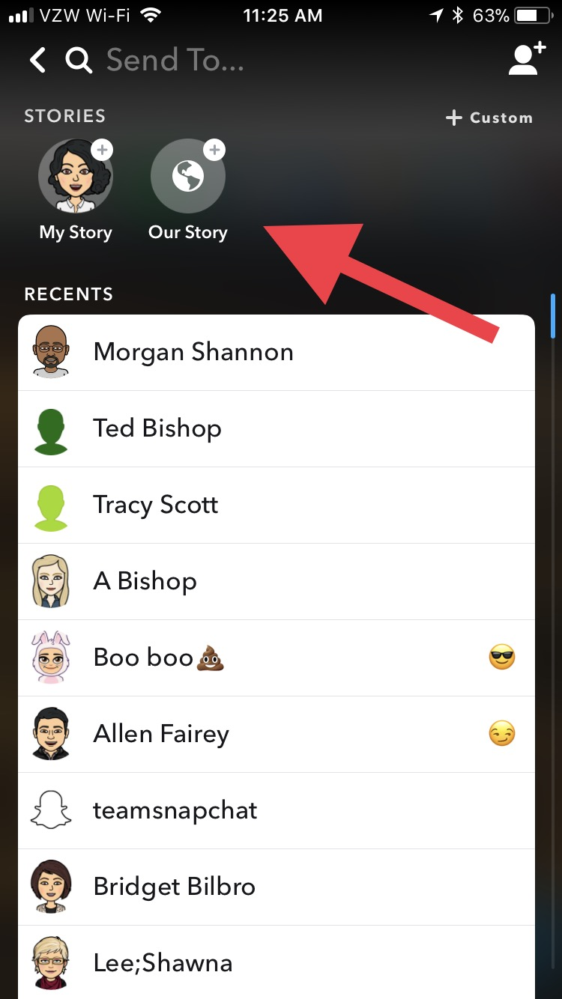 VZW Wi-Fi 11:25 AM 63%
Send To...
STORIES + Custom
My Story Our Story
RECENTS
Morgan Shannon
Ted Bishop
Tracy Scott
A Bishop
Boo boo💩 😎
Allen Fairey 😏
teamsnapchat
Bridget Bilbro
Lee;Shawna